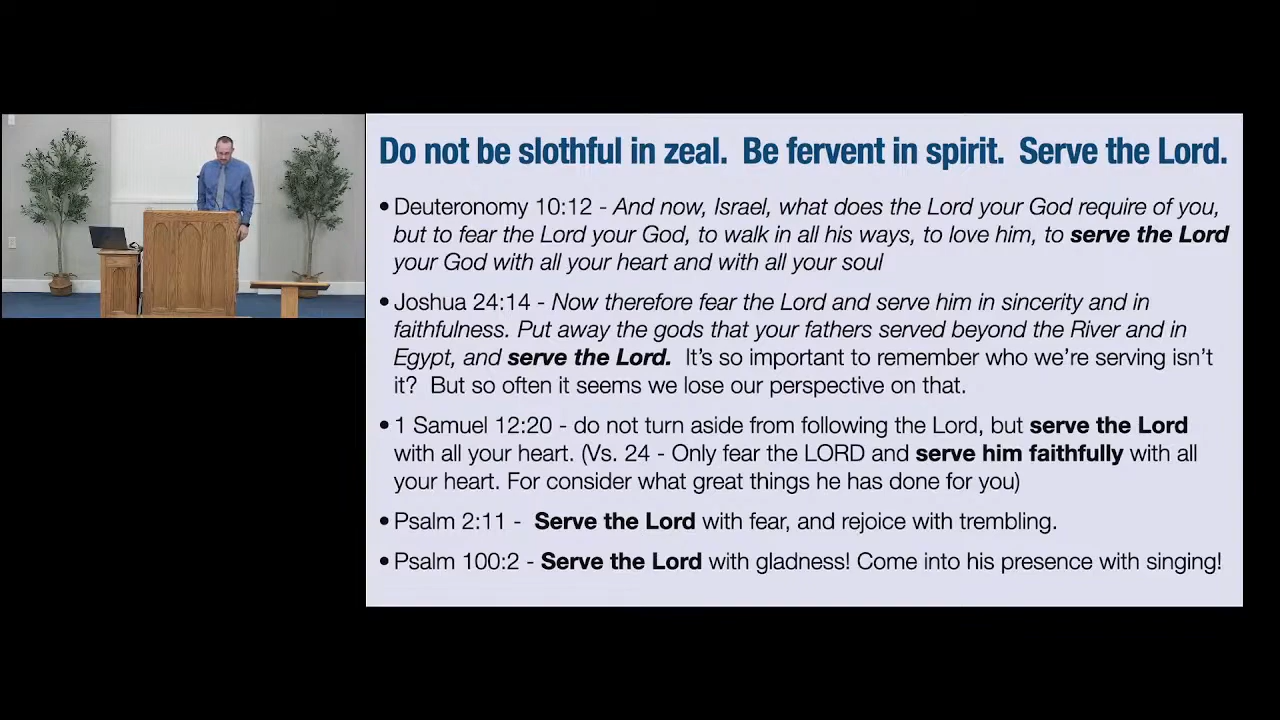 Do not be slothful in zeal.  Be fervent in spirit.  Serve the Lord.
• Deuteronomy 10:12 - And now, Israel, what does the Lord your God require of you,
but to fear the Lord your God, to walk in all his ways, to love him, to serve the Lord
your God with all your heart and with all your soul
• Joshua 24:14 - Now therefore fear the Lord and serve him in sincerity and in
faithfulness. Put away the gods that your fathers served beyond the River and in
Egypt, and serve the Lord.  It’s so important to remember who we’re serving isn’t
it?  But so often it seems we lose our perspective on that.
• 1 Samuel 12:20 - do not turn aside from following the Lord, but serve the Lord
with all your heart. (Vs. 24 - Only fear the LORD and serve him faithfully with all
your heart. For consider what great things he has done for you)
• Psalm 2:11 -  Serve the Lord with fear, and rejoice with trembling.
• Psalm 100:2 - Serve the Lord with gladness! Come into his presence with singing!